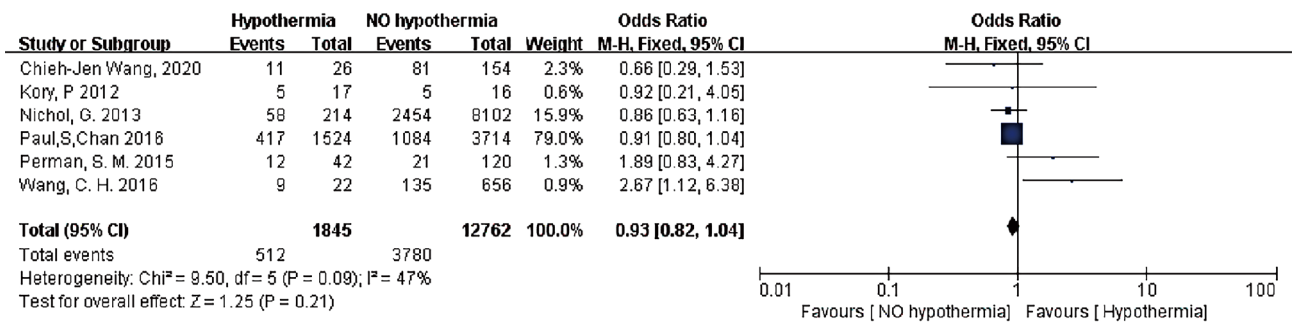 Hypothermia NO hypothermia Odds Ratio Odds Ratio
Study or Subgroup Events Total Events Total Weight M-H, Fixed, 95% CI M-H, Fixed, 95% CI
Chieh-Jen Wang, 2020 11 26 81 154 2.3% 0.66 [0.29, 1.53]
Kory, P 2012 5 17 5 16 0.6% 0.92 [0.21, 4.05]
Nichol, G. 2013 58 214 2454 8102 15.9% 0.86 [0.63, 1.16]
Paul,S,Chan 2016 417 1524 1084 3714 79.0% 0.91 [0.80, 1.04]
Perman, S. M. 2015 12 42 21 120 1.3% 1.89 [0.83, 4.27]
Wang, C. H. 2016 9 22 135 656 0.9% 2.67 [1.12, 6.38]
Total (95% CI) 1845 12762 100.0% 0.93 [0.82, 1.04]
Total events 512 3780
Heterogeneity: Chi² = 9.50, df = 5 (P = 0.09); I² = 47%
Test for overall effect: Z = 1.25 (P = 0.21)
0.01 0.1 1 10 100
Favours [NO hypothermia] Favours [Hypothermia]